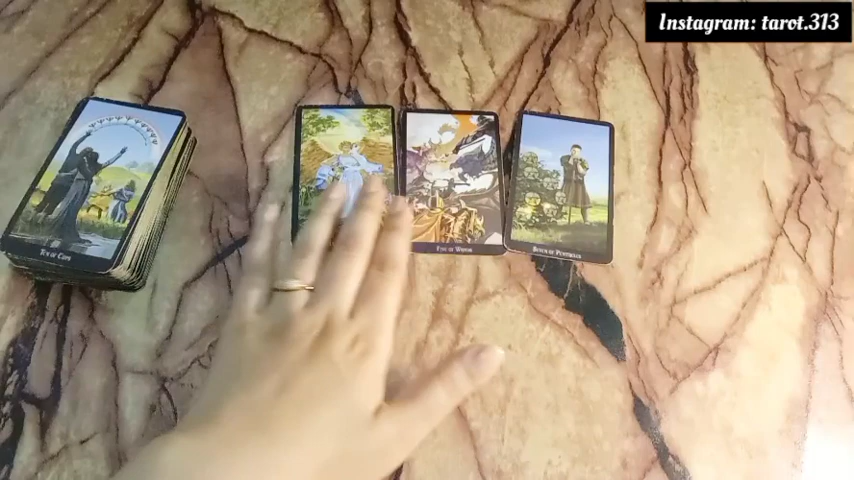 Instagram: tarot.313
Ten of Cups
Five of Wands
Seven of Pentacles